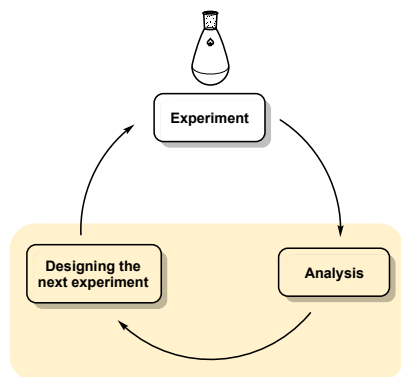 Experiment
Designing the
next experiment
Analysis